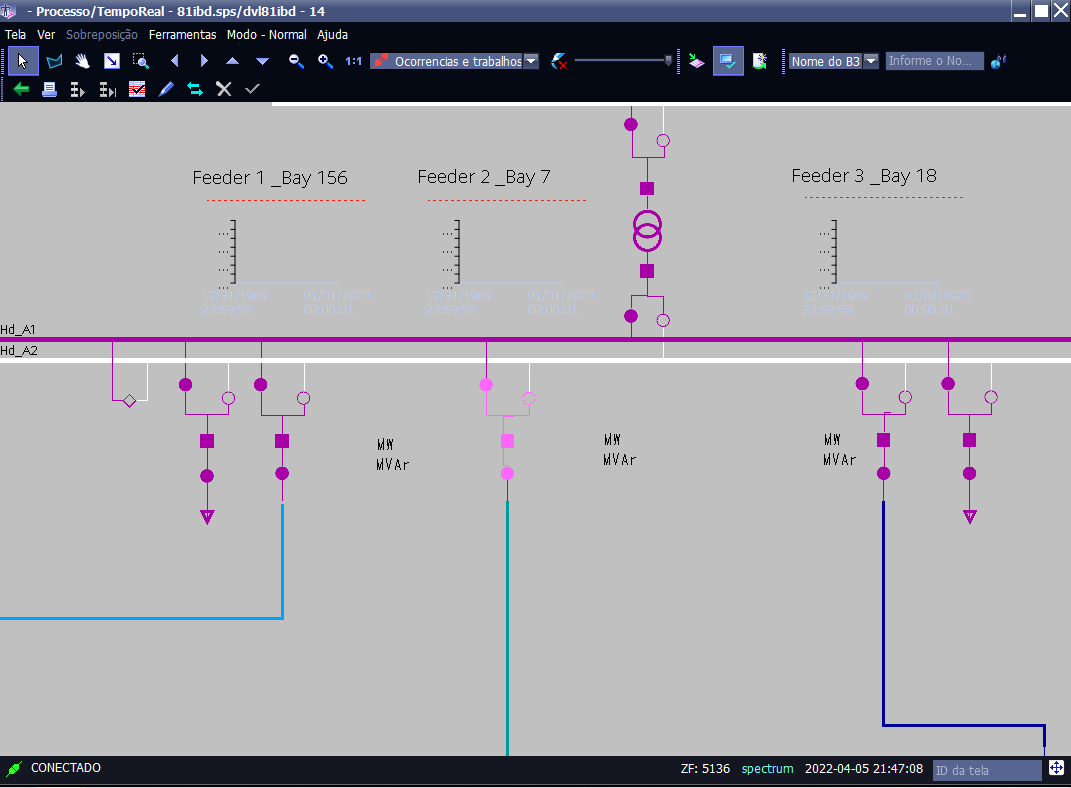 - Processo/TempoReal - 81ibd.sps/dvl81ibd - 14
Tela Ver Sobreposição Ferramentas Modo - Normal Ajuda
1:1 Ocorrencias e trabalhos Nome do B3 Informe o No...
Feeder 1 _Bay 156 Feeder 2 _Bay 7 Feeder 3 _Bay 18
... ... ...
... ... ...
... ... ...
... ... ...
12/31/1969 01/01/1970 12/31/1969 01/01/1970 12/31/1969 01/01/1970
23:59:59 00:00:01 23:59:59 00:00:01 23:59:59 00:00:01
Hd_A1
Hd_A2
MW MW MW
MVAr MVAr MVAr
CONECTADO ZF: 5136 spectrum 2022-04-05 21:47:08 ID da tela